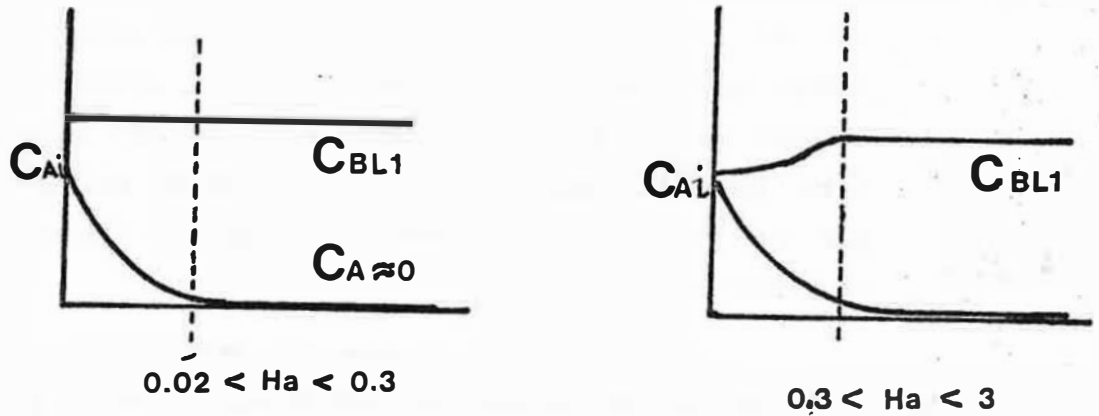 CAi
CBL1
CA≈0
0.02 < Ha < 0.3
CAi
CBL1
0.3 < Ha < 3